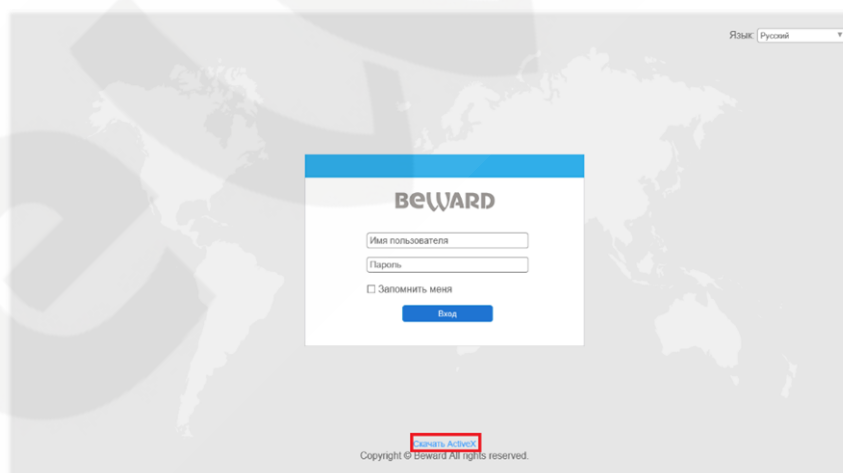 Язык: Русский
BEWARD
Имя пользователя
Пароль
Запомнить меня
Вход
Скачать ActiveX
Copyright © Beward All rights reserved.